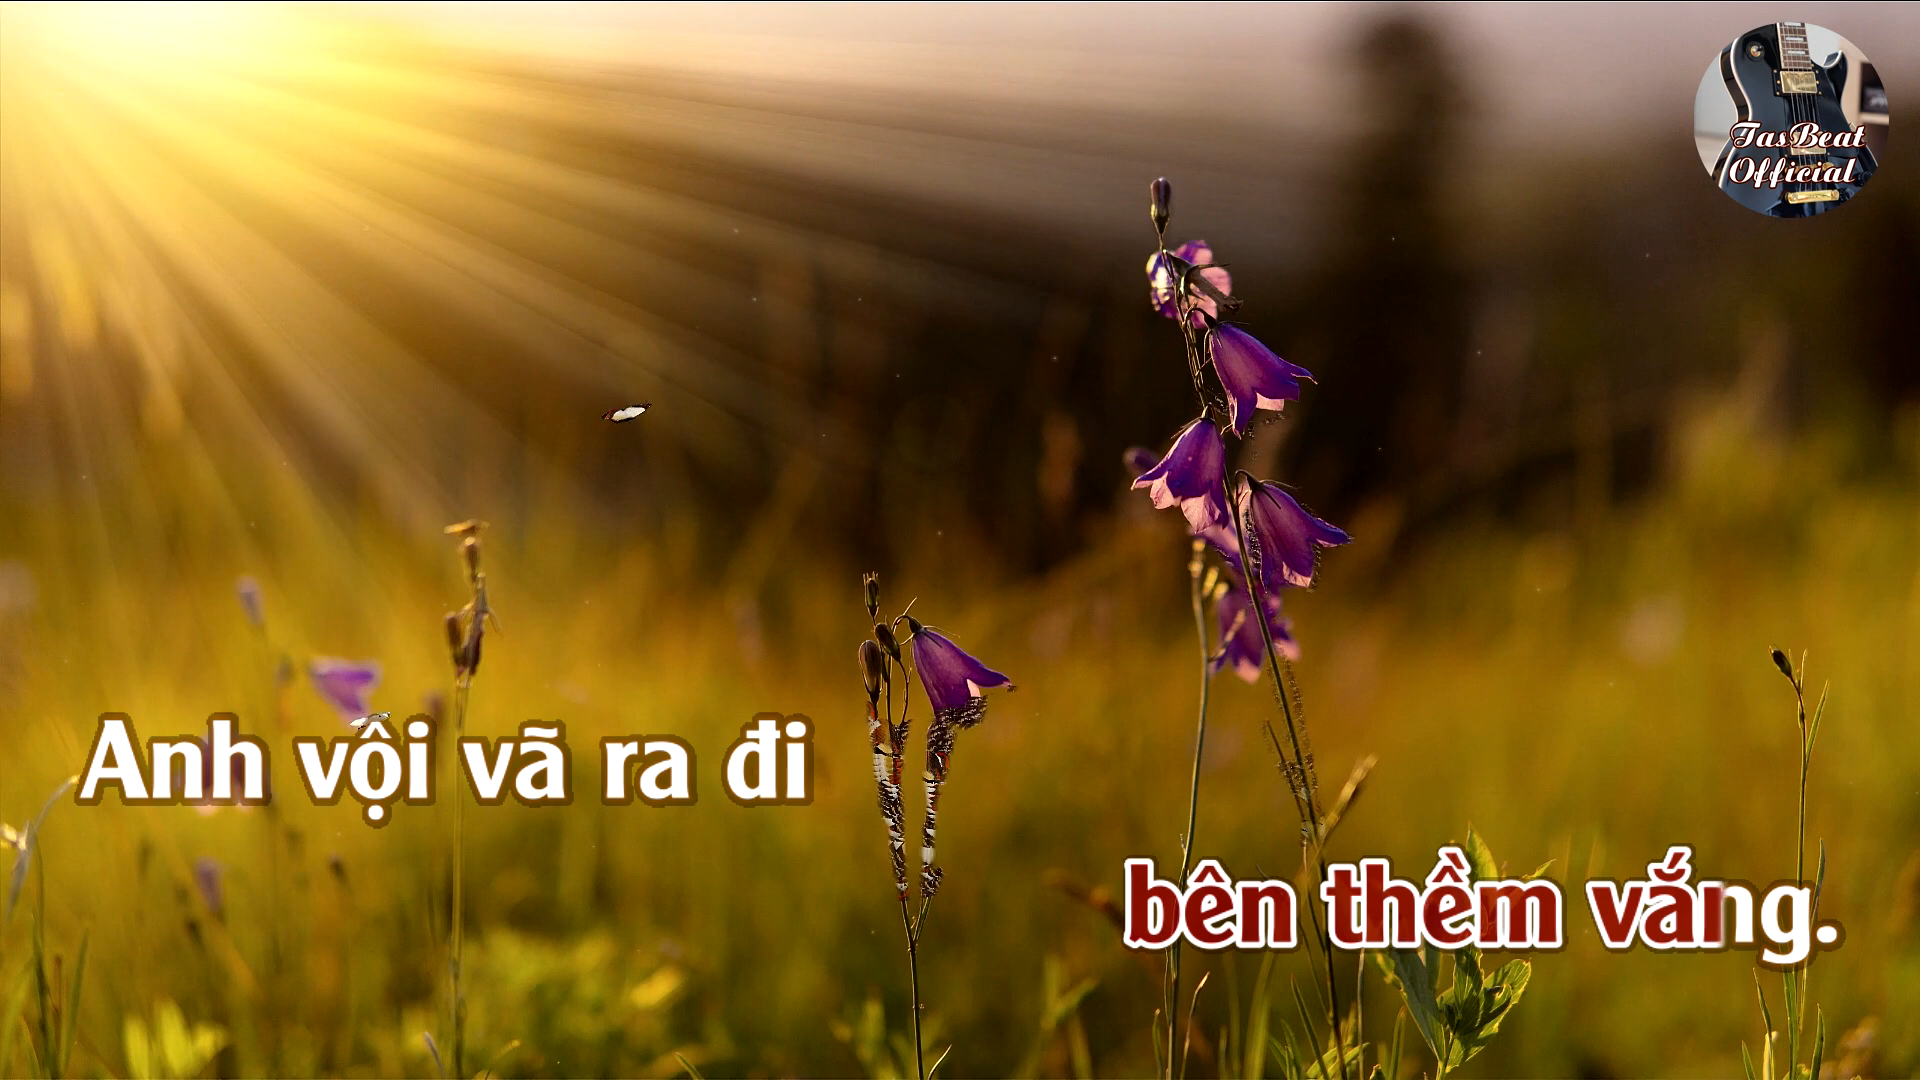 TasBeat
Official
Anh vội vã ra đi
bên thềm vắng.